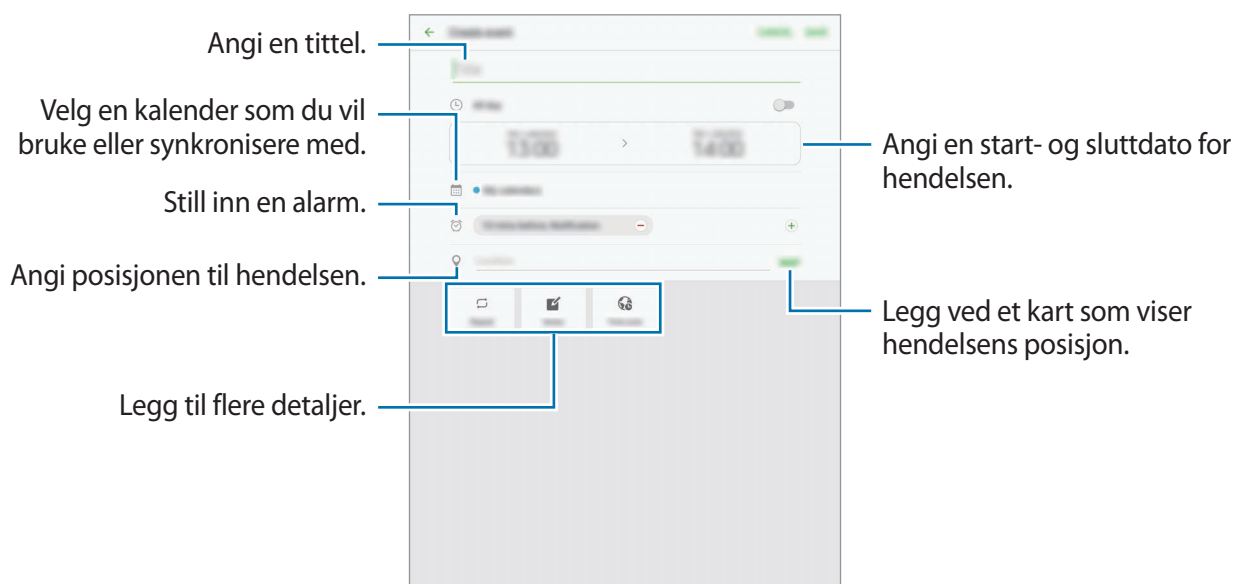 Angi en tittel.
Velg en kalender som du vil
bruke eller synkronisere med.
Still inn en alarm.
Angi posisjonen til hendelsen.
Legg til flere detaljer.
13:00
14:00
Angi en start- og sluttdato for
hendelsen.
Legg ved et kart som viser
hendelsens posisjon.